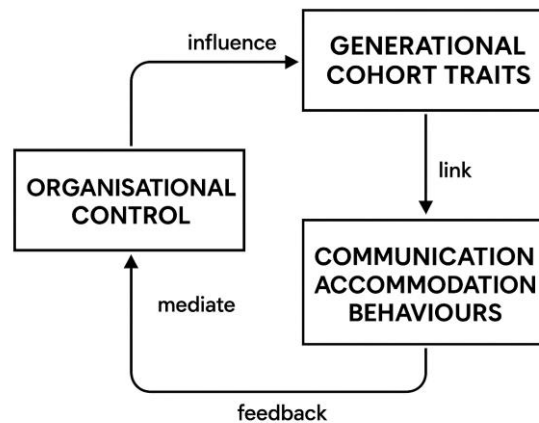 influence
GENERATIONAL
COHORT TRAITS
link
ORGANISATIONAL
CONTROL
COMMUNICATION
ACCOMMODATION
BEHAVIOURS
mediate
feedback